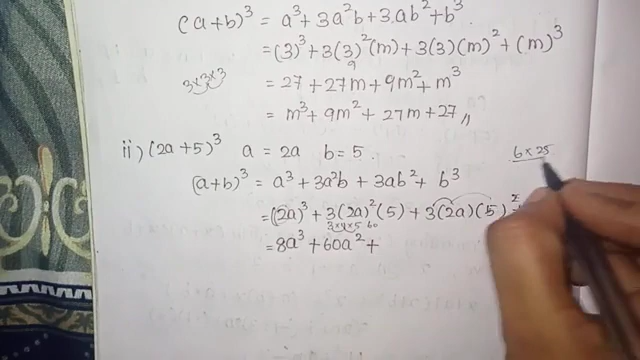 (a+b)³ = a³+3a²b+3ab²+b³
= (3)³+3(3)²(m)+3(3)(m)²+(m)³
9
3×3×3
= 27+27m+9m²+m³
= m³+9m²+27m+27,,
ii) (2a+5)³ a = 2a b = 5.
6×25
(a+b)³ = a³+3a²b + 3ab² + b³
= (2a)³+3(2a)²(5) + 3(2a)(5)²
3×4×5 60
= 8a³+60a²+